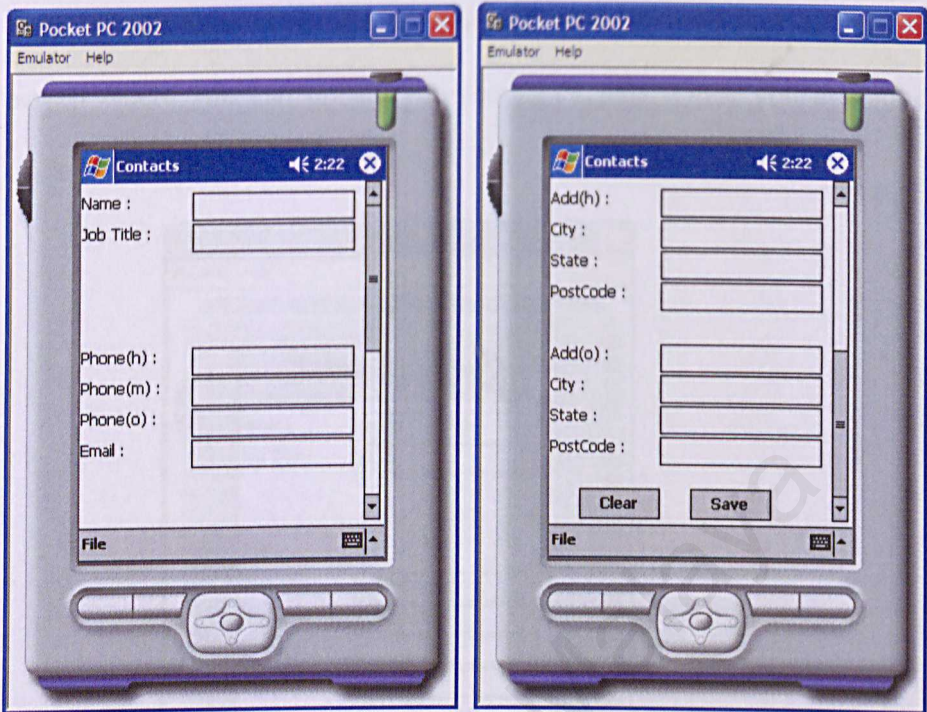 Pocket PC 2002
Emulator Help
Contacts 2:22
Name :
Job Title :
Phone(h) :
Phone(m) :
Phone(o) :
Email :
File
Pocket PC 2002
Emulator Help
Contacts 2:22
Add(h) :
City :
State :
PostCode :
Add(o) :
City :
State :
PostCode :
Clear Save
File